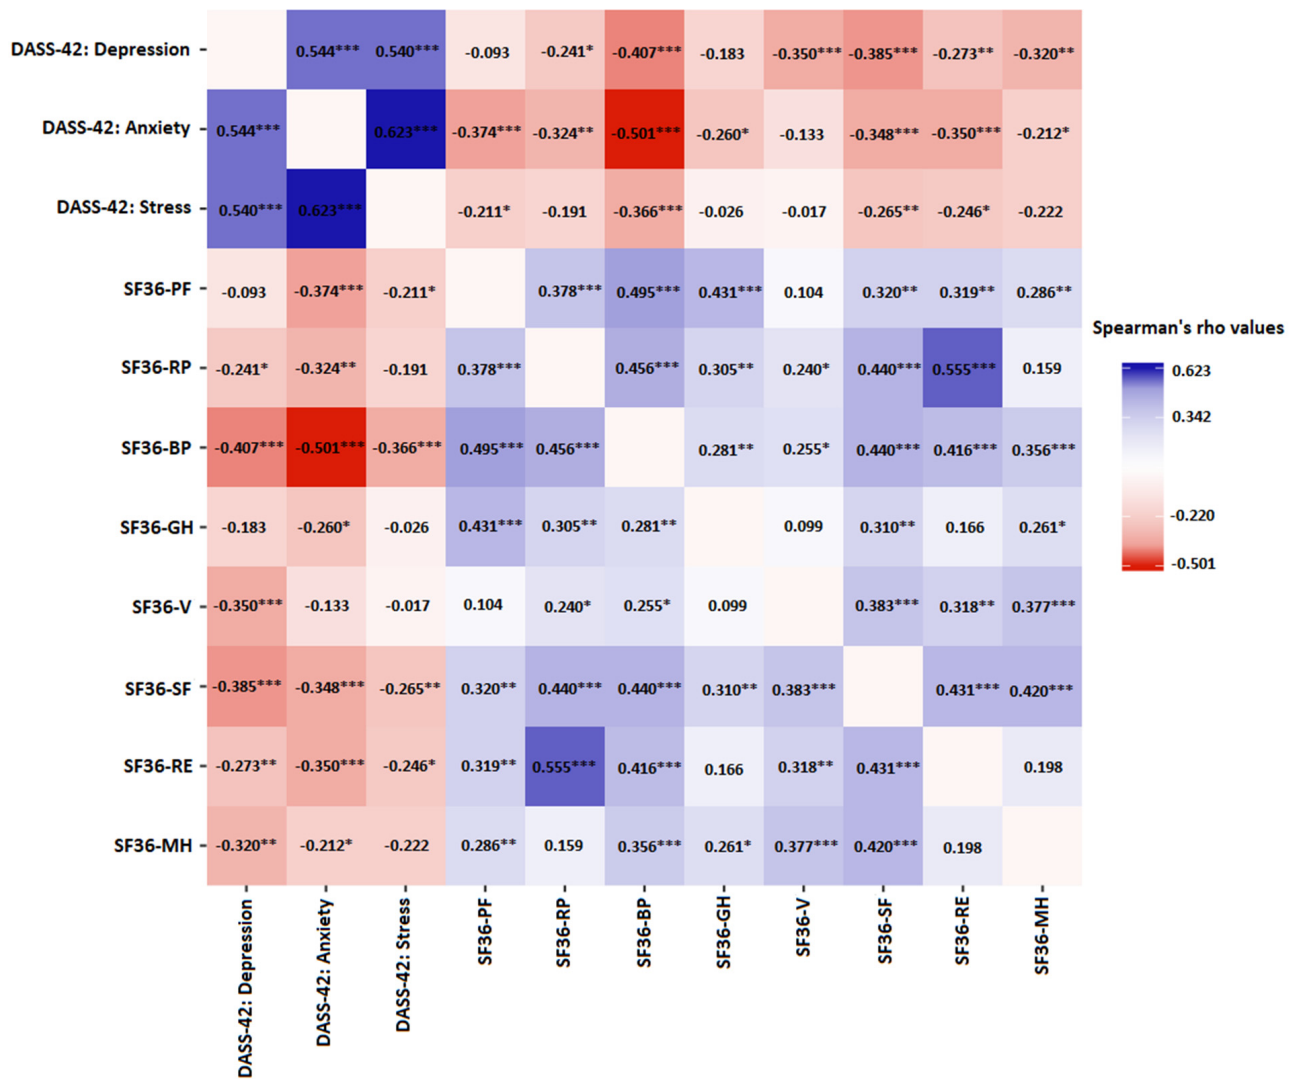 DASS-42: Depression 0.544*** 0.540*** -0.093 -0.241* -0.407*** -0.183 -0.350*** -0.385*** -0.273** -0.320**
DASS-42: Anxiety 0.544*** 0.623*** -0.374*** -0.324** -0.501*** -0.260* -0.133 -0.348*** -0.350*** -0.212*
DASS-42: Stress 0.540*** 0.623*** -0.211* -0.191 -0.366*** -0.026 -0.017 -0.265** -0.246* -0.222
SF36-PF -0.093 -0.374*** -0.211* 0.378*** 0.495*** 0.431*** 0.104 0.320** 0.319** 0.286**
SF36-RP -0.241* -0.324** -0.191 0.378*** 0.456*** 0.305** 0.240* 0.440*** 0.555*** 0.159
SF36-BP -0.407*** -0.501*** -0.366*** 0.495*** 0.456*** 0.281** 0.255* 0.440*** 0.416*** 0.356***
SF36-GH -0.183 -0.260* -0.026 0.431*** 0.305** 0.281** 0.099 0.310** 0.166 0.261*
SF36-V -0.350*** -0.133 -0.017 0.104 0.240* 0.255* 0.099 0.383*** 0.318** 0.377***
SF36-SF -0.385*** -0.348*** -0.265** 0.320** 0.440*** 0.440*** 0.310** 0.383*** 0.431*** 0.420***
SF36-RE -0.273** -0.350*** -0.246* 0.319** 0.555*** 0.416*** 0.166 0.318** 0.431*** 0.198
SF36-MH -0.320** -0.212* -0.222 0.286** 0.159 0.356*** 0.261* 0.377*** 0.420*** 0.198
DASS-42: Depression
DASS-42: Anxiety
DASS-42: Stress
SF36-PF
SF36-RP
SF36-BP
SF36-GH
SF36-V
SF36-SF
SF36-RE
SF36-MH
Spearman's rho values
0.623
0.342
-0.220
-0.501